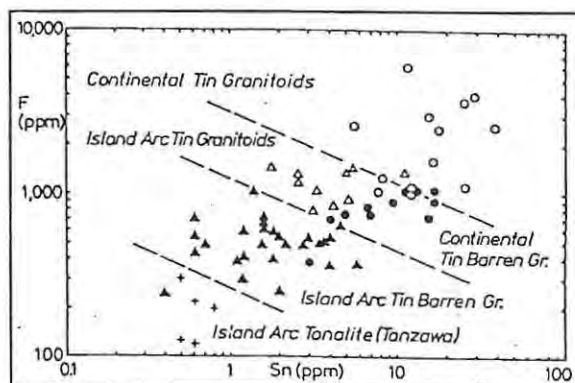 10,000
F
(ppm)
Continental Tin Granitoids
Island Arc Tin Granitoids
1,000
Continental
Tin Barren Gr.
Island Arc Tin Barren Gr.
Island Arc Tonalite (Tanzawa)
100
0.1
1
Sn(ppm)
10
100